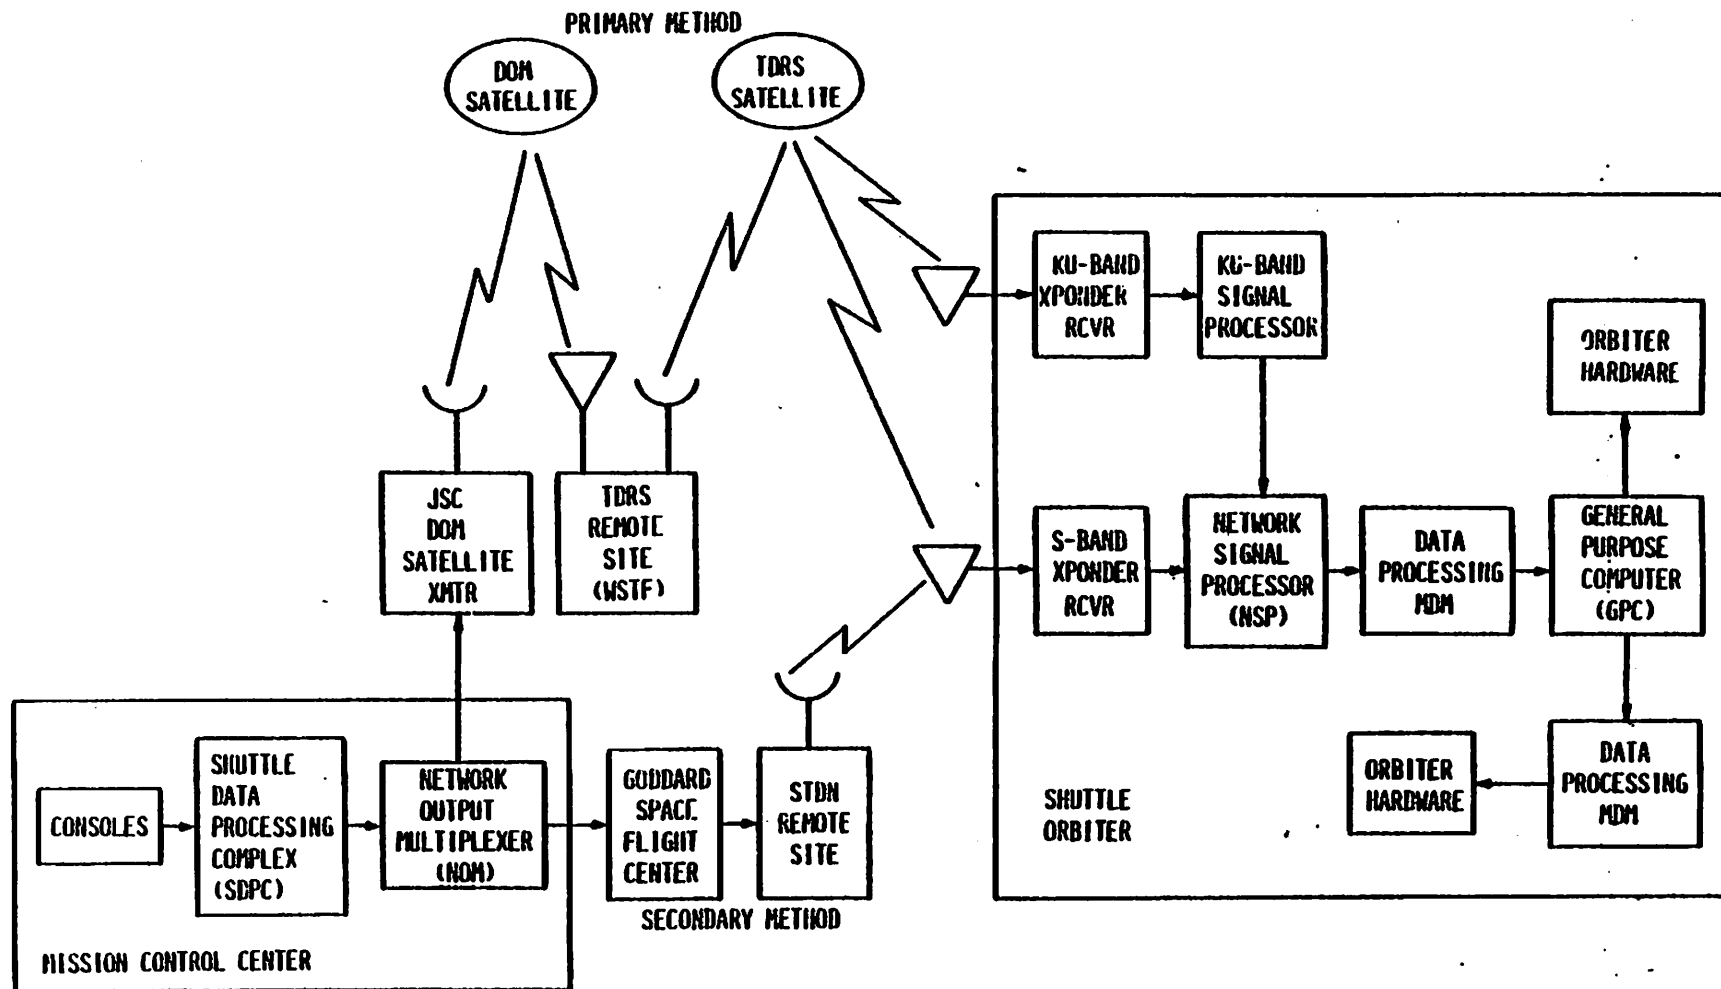 PRIMARY METHOD
DOM
SATELLITE
TDRS
SATELLITE
KU-BAND
XPONDER
RCVR
KU-BAND
SIGNAL
PROCESSOR
ORBITER
HARDWARE
JSC
DOM
SATELLITE
XMTR
TDRS
REMOTE
SITE
(WSTF)
S-BAND
XPONDER
RCVR
NETWORK
SIGNAL
PROCESSOR
(NSP)
DATA
PROCESSING
MDM
GENERAL
PURPOSE
COMPUTER
(GPC)
CONSOLES
SHUTTLE
DATA
PROCESSING
COMPLEX
(SDPC)
NETWORK
OUTPUT
MULTIPLEXER
(NOM)
GODDARD
SPACE
FLIGHT
CENTER
STDN
REMOTE
SITE
SHUTTLE
ORBITER
ORBITER
HARDWARE
DATA
PROCESSING
MDM
SECONDARY METHOD
MISSION CONTROL CENTER